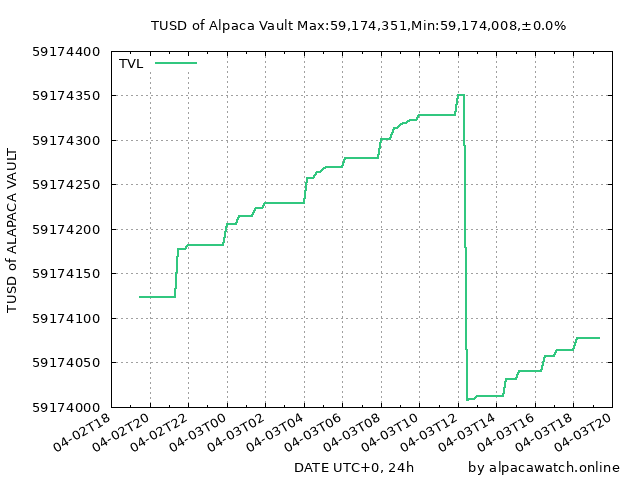 TUSD of Alpaca Vault Max:59,174,351,Min:59,174,008,±0.0%
TVL
59174400
59174350
59174300
59174250
59174200
59174150
59174100
59174050
59174000
TUSD of ALAPACA VAULT
04-02T18
04-02T20
04-02T22
04-03T00
04-03T02
04-03T04
04-03T06
04-03T08
04-03T10
04-03T12
04-03T14
04-03T16
04-03T18
04-03T20
DATE UTC+0, 24h
by alpacawatch.online